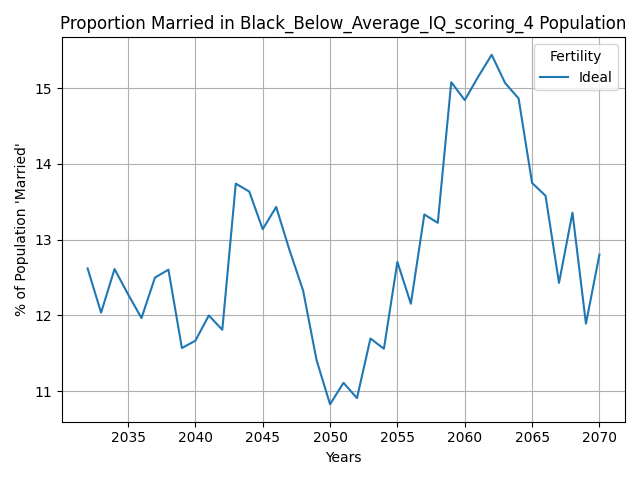 Proportion Married in Black_Below_Average_IQ_scoring_4 Population
Fertility
Ideal
% of Population 'Married'
15
14
13
12
11
2035 2040 2045 2050 2055 2060 2065 2070
Years